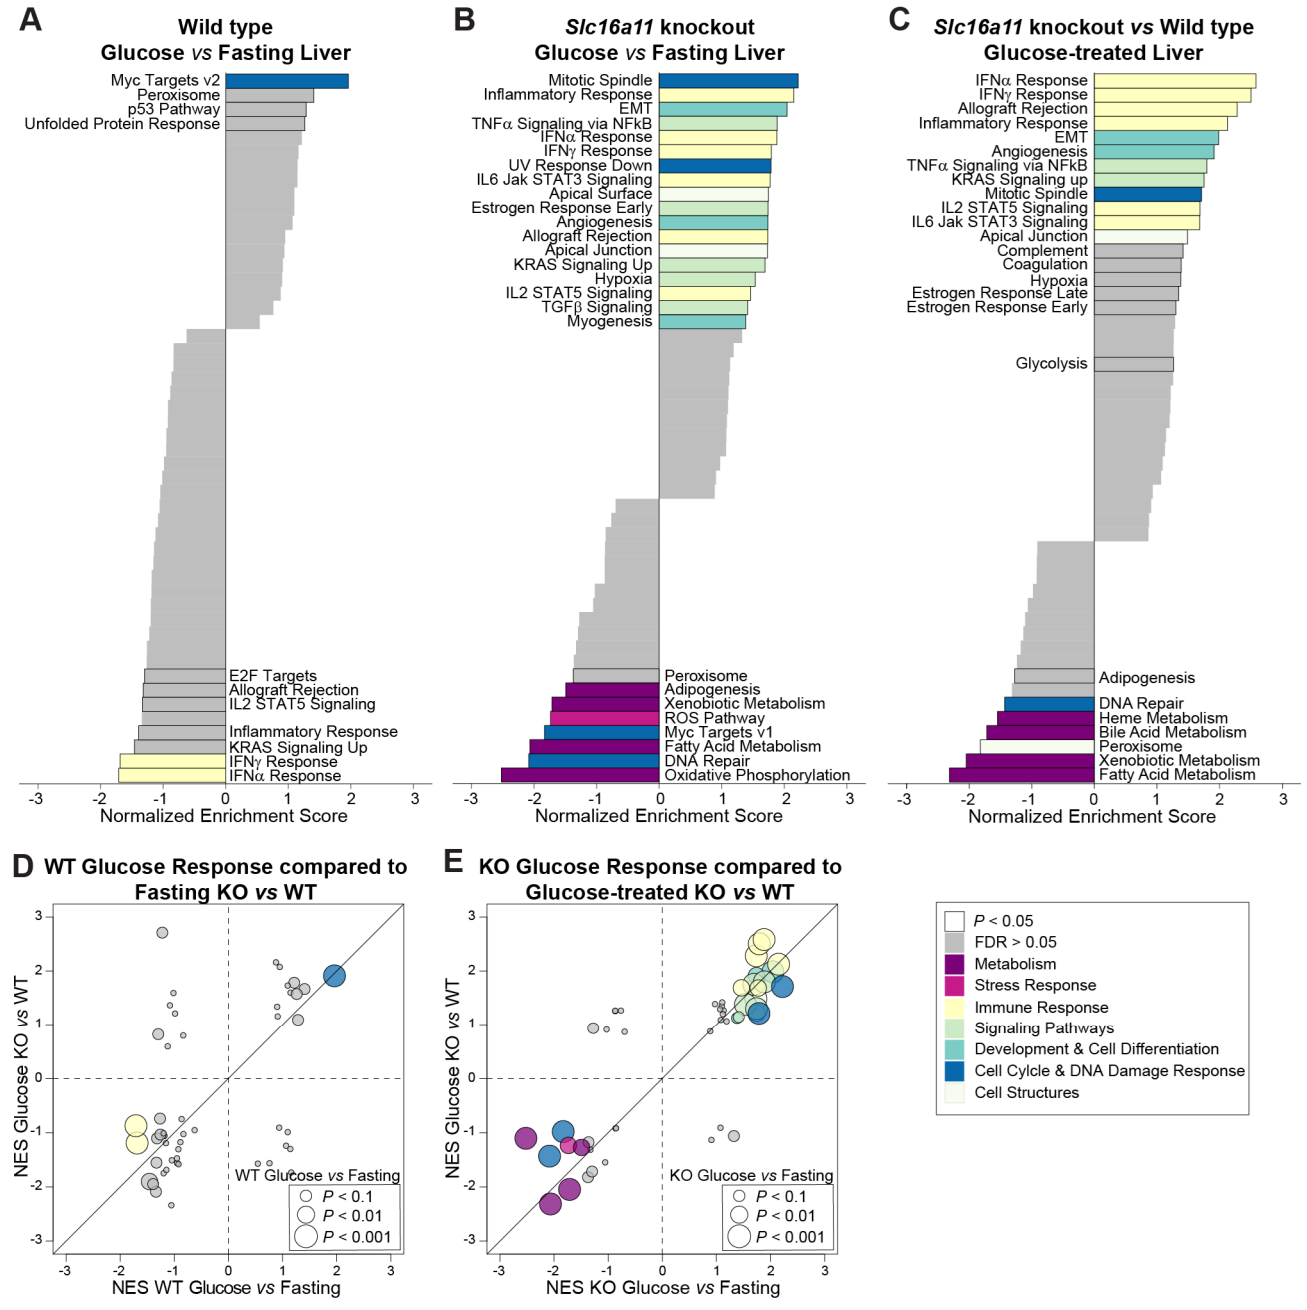 A
Wild type
Glucose vs Fasting Liver
Myc Targets v2
Peroxisome
p53 Pathway
Unfolded Protein Response
E2F Targets
Allograft Rejection
IL2 STAT5 Signaling
Inflammatory Response
KRAS Signaling Up
IFNγ Response
IFNα Response
-3 -2 -1 0 1 2 3
Normalized Enrichment Score
B
Slc16a11 knockout
Glucose vs Fasting Liver
Mitotic Spindle
Inflammatory Response
EMT
TNFα Signaling via NFkB
IFNα Response
IFNγ Response
UV Response Down
IL6 Jak STAT3 Signaling
Apical Surface
Estrogen Response Early
Angiogenesis
Allograft Rejection
Apical Junction
KRAS Signaling Up
Hypoxia
IL2 STAT5 Signaling
TGFβ Signaling
Myogenesis
Peroxisome
Adipogenesis
Xenobiotic Metabolism
ROS Pathway
Myc Targets v1
Fatty Acid Metabolism
DNA Repair
Oxidative Phosphorylation
-3 -2 -1 0 1 2 3
Normalized Enrichment Score
C
Slc16a11 knockout vs Wild type
Glucose-treated Liver
IFNα Response
IFNγ Response
Allograft Rejection
Inflammatory Response
EMT
Angiogenesis
TNFα Signaling via NFkB
KRAS Signaling up
Mitotic Spindle
IL2 STAT5 Signaling
IL6 Jak STAT3 Signaling
Apical Junction
Complement
Coagulation
Hypoxia
Estrogen Response Late
Estrogen Response Early
Glycolysis
Adipogenesis
DNA Repair
Heme Metabolism
Bile Acid Metabolism
Peroxisome
Xenobiotic Metabolism
Fatty Acid Metabolism
-3 -2 -1 0 1 2 3
Normalized Enrichment Score
D
WT Glucose Response compared to
Fasting KO vs WT
NES Glucose KO vs WT
3
2
1
0
-1
-2
-3
WT Glucose vs Fasting
P < 0.1
P < 0.01
P < 0.001
-3 -2 -1 0 1 2 3
NES WT Glucose vs Fasting
E
KO Glucose Response compared to
Glucose-treated KO vs WT
NES Glucose KO vs WT
3
2
1
0
-1
-2
-3
KO Glucose vs Fasting
P < 0.1
P < 0.01
P < 0.001
-3 -2 -1 0 1 2 3
NES KO Glucose vs Fasting
P < 0.05
FDR > 0.05
Metabolism
Stress Response
Immune Response
Signaling Pathways
Development & Cell Differentiation
Cell Cylcle & DNA Damage Response
Cell Structures